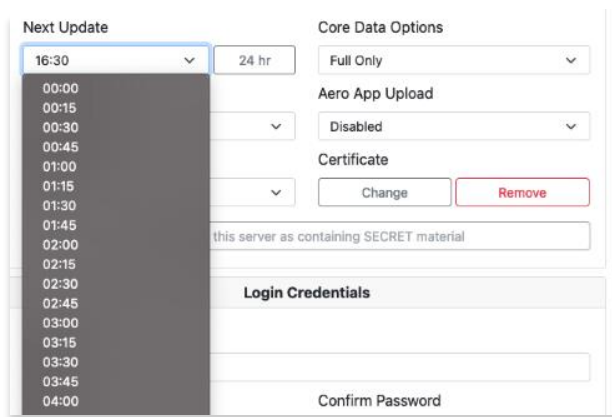 Next Update
Core Data Options
16:30
24 hr
Full Only
00:00
00:15
00:30
00:45
01:00
01:15
01:30
01:45
02:00
02:15
02:30
02:45
03:00
03:15
03:30
03:45
04:00
Aero App Upload
Disabled
Certificate
Change
Remove
this server as containing SECRET material
Login Credentials
Confirm Password